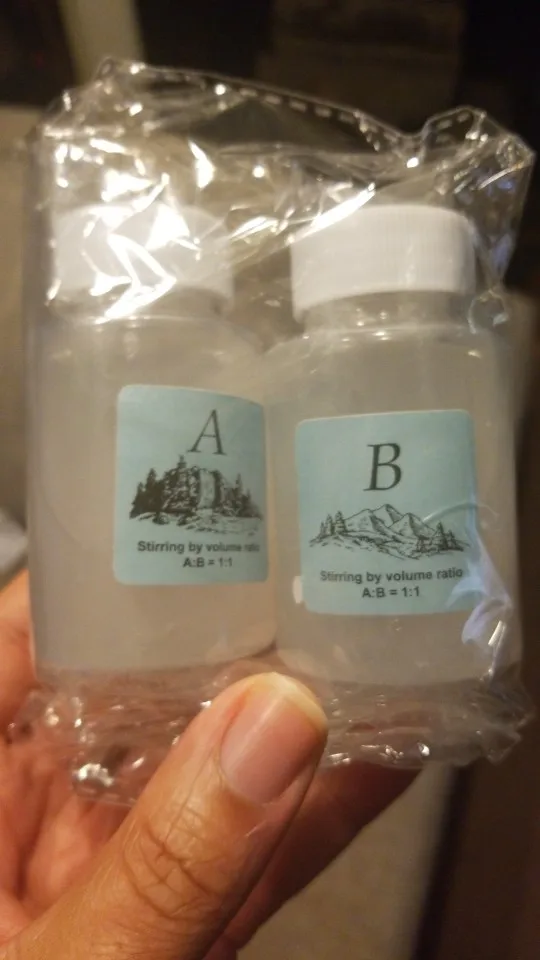 A
Stirring by volume ratio
A:B = 1:1
B
Stirring by volume ratio
A:B = 1:1